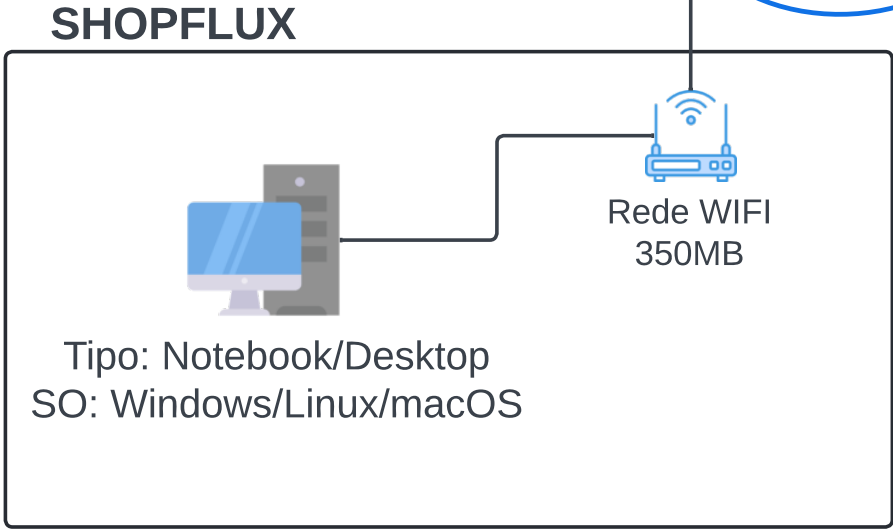 SHOPFLUX
Rede WIFI
350MB
Tipo: Notebook/Desktop
SO: Windows/Linux/macOS